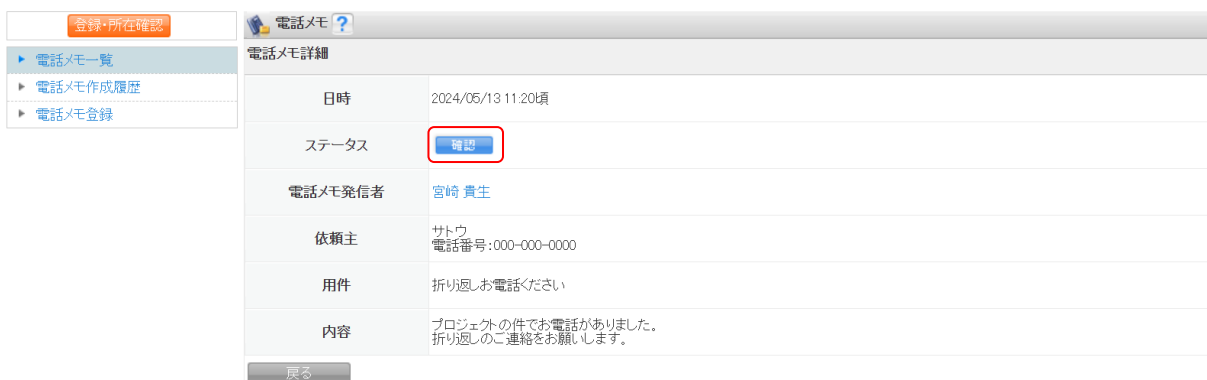 登録・所在確認
電話メモ一覧
電話メモ作成履歴
電話メモ登録
電話メモ ?
電話メモ詳細
日時 2024/05/13 11:20頃
ステータス 確認
電話メモ発信者 宮崎 貴生
依頼主 サトウ
電話番号:000-000-0000
用件 折り返しお電話ください
内容 プロジェクトの件でお電話がありました。
折り返しのご連絡をお願いします。
戻る